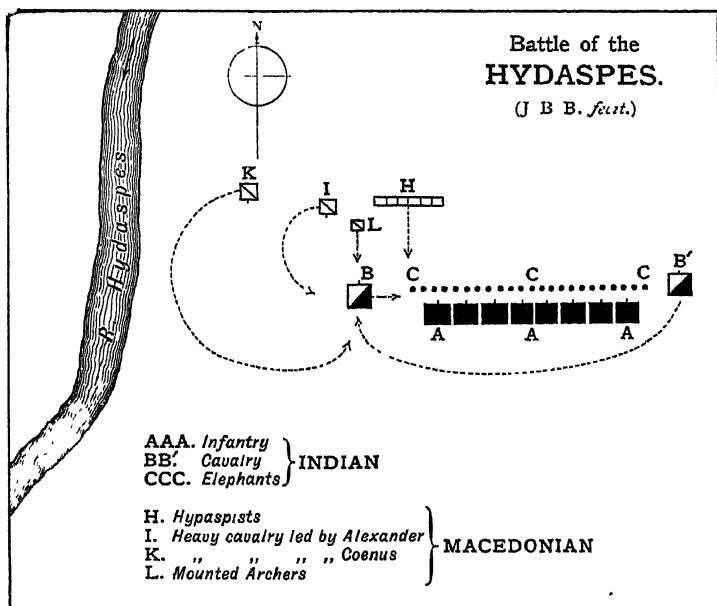 Battle of the
HYDASPES.
(J B B. fecit.)
N
R. Hydaspes
K
I
H
L
B
C C C
B′
A A A
AAA. Infantry
BB′. Cavalry
CCC. Elephants
INDIAN
H. Hypaspists
I. Heavy cavalry led by Alexander
K. „ „ „ „ Coenus
L. Mounted Archers
MACEDONIAN